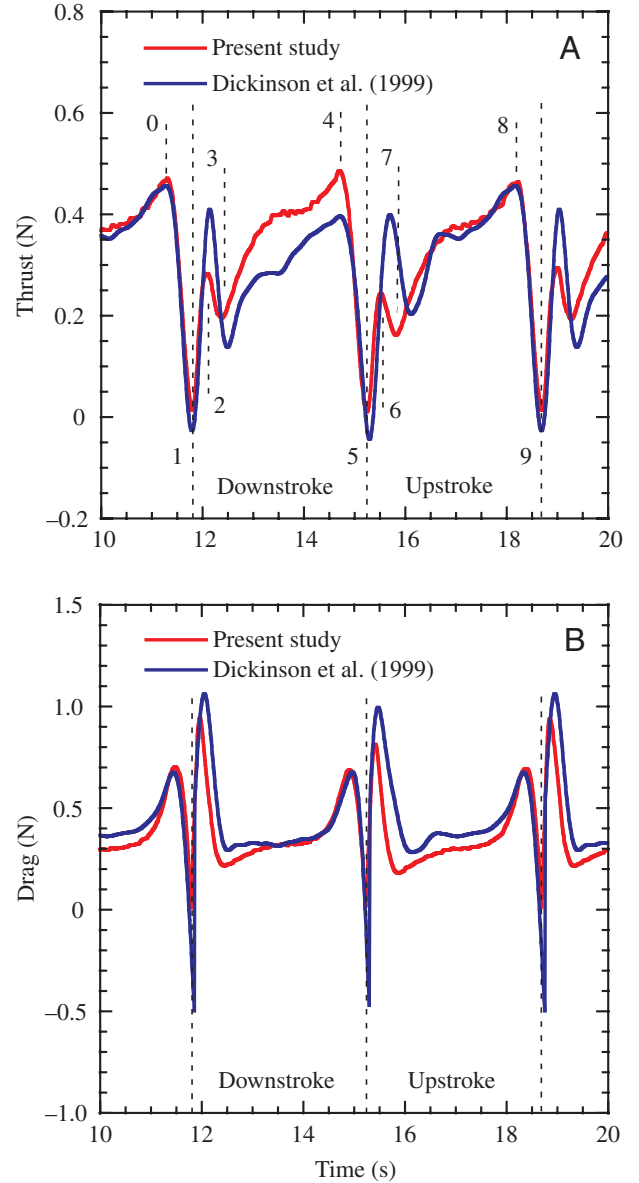 A
Present study
Dickinson et al. (1999)
0.8
0.6
0.4
0.2
0
–0.2
Thrust (N)
0
3
4
7
8
2
6
1
5
9
Downstroke
Upstroke
10
12
14
16
18
20
B
Present study
Dickinson et al. (1999)
1.5
1.0
0.5
0
–0.5
–1.0
Drag (N)
Downstroke
Upstroke
10
12
14
16
18
20
Time (s)